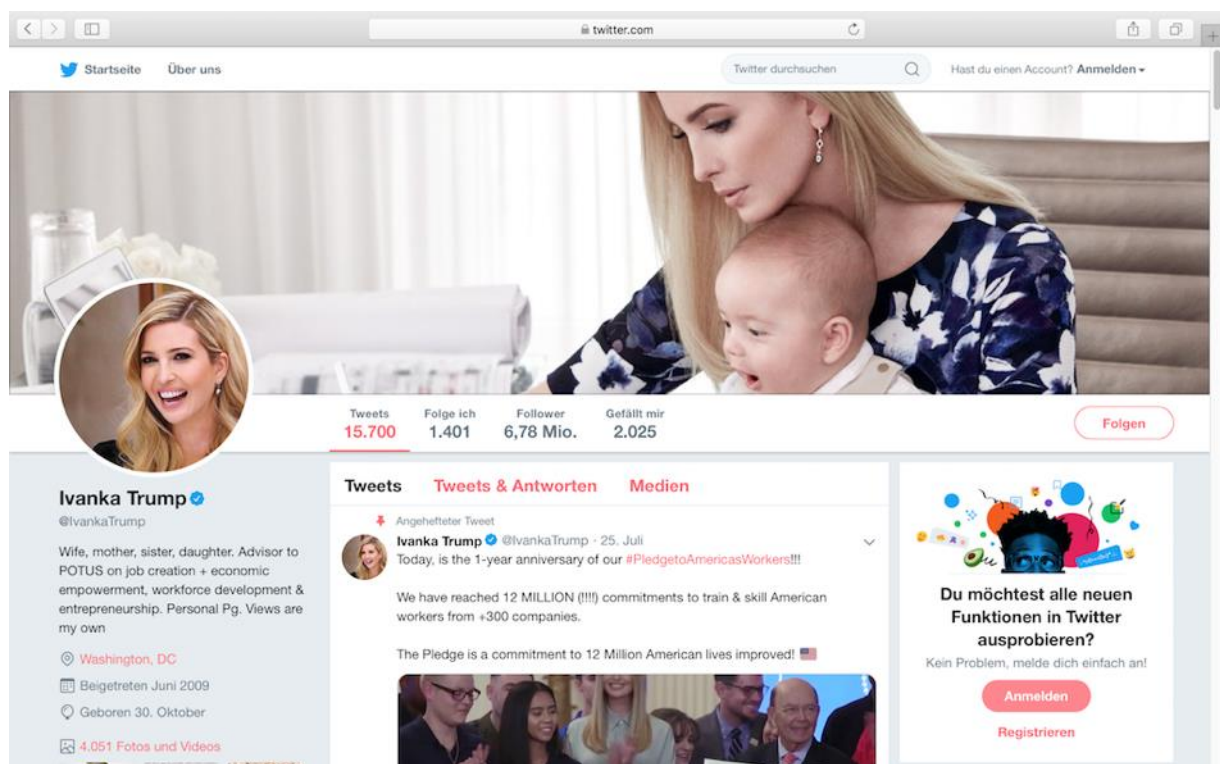 twitter.com
Startseite Über uns
Twitter durchsuchen
Hast du einen Account? Anmelden
Tweets Folge ich Follower Gefällt mir
15.700 1.401 6,78 Mio. 2.025
Folgen
Ivanka Trump
@IvankaTrump
Wife, mother, sister, daughter. Advisor to
POTUS on job creation + economic
empowerment, workforce development &
entrepreneurship. Personal Pg. Views are
my own
Washington, DC
Beigetreten Juni 2009
Geboren 30. Oktober
4.051 Fotos und Videos
Tweets Tweets & Antworten Medien
Angehefteter Tweet
Ivanka Trump @IvankaTrump · 25. Juli
Today, is the 1-year anniversary of our #PledgetoAmericasWorkers!!!
We have reached 12 MILLION (!!!!) commitments to train & skill American
workers from +300 companies.
The Pledge is a commitment to 12 Million American lives improved! 🇺🇸
Du möchtest alle neuen
Funktionen in Twitter
ausprobieren?
Kein Problem, melde dich einfach an!
Anmelden
Registrieren